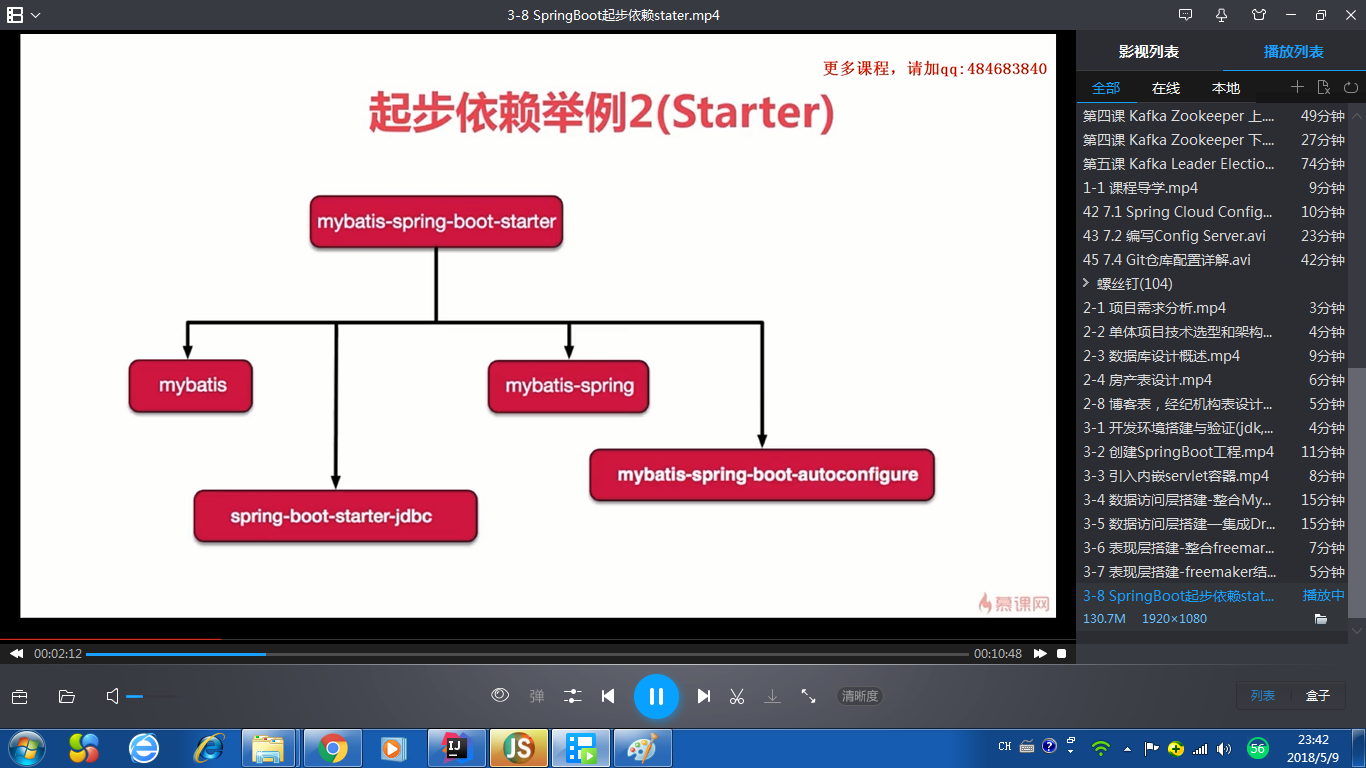 3-8 SpringBoot起步依赖stater.mp4
更多课程，请加qq:484683840
起步依赖举例2(Starter)
mybatis-spring-boot-starter
mybatis
mybatis-spring
mybatis-spring-boot-autoconfigure
spring-boot-starter-jdbc
慕课网
影视列表 播放列表
全部 在线 本地
第四课 Kafka Zookeeper 上.... 49分钟
第四课 Kafka Zookeeper 下.... 27分钟
第五课 Kafka Leader Electio... 74分钟
1-1 课程导学.mp4 9分钟
42 7.1 Spring Cloud Config... 10分钟
43 7.2 编写Config Server.avi 23分钟
45 7.4 Git仓库配置详解.avi 42分钟
螺丝钉(104)
2-1 项目需求分析.mp4 3分钟
2-2 单体项目技术选型和架构... 4分钟
2-3 数据库设计概述.mp4 9分钟
2-4 房产表设计.mp4 6分钟
2-8 博客表，经纪机构表设计... 5分钟
3-1 开发环境搭建与验证(jdk,... 4分钟
3-2 创建SpringBoot工程.mp4 11分钟
3-3 引入内嵌servlet容器.mp4 8分钟
3-4 数据访问层搭建-整合My... 15分钟
3-5 数据访问层搭建—集成Dr... 15分钟
3-6 表现层搭建-整合freemar... 7分钟
3-7 表现层搭建-freemaker结... 5分钟
3-8 SpringBoot起步依赖stat... 播放中
130.7M 1920×1080
00:02:12 00:10:48
弹 清晰度 列表 盒子
IJ JS CH 56 23:42
2018/5/9